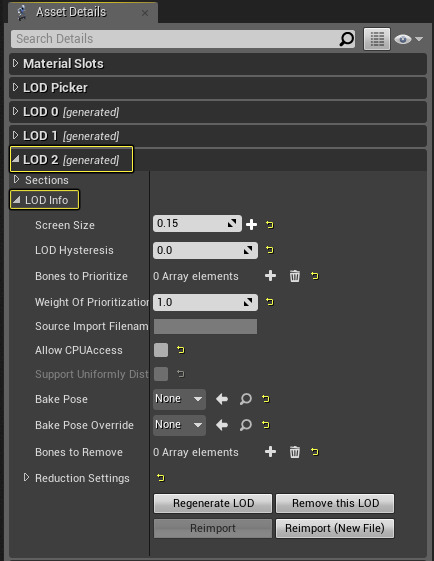 Asset Details
Search Details
Material Slots
LOD Picker
LOD 0 [generated]
LOD 1 [generated]
LOD 2 [generated]
Sections
LOD Info
Screen Size 0.15
LOD Hysteresis 0.0
Bones to Prioritize 0 Array elements
Weight Of Prioritization 1.0
Source Import Filenam
Allow CPUAccess
Support Uniformly Dist
Bake Pose None
Bake Pose Override None
Bones to Remove 0 Array elements
Reduction Settings
Regenerate LOD Remove this LOD
Reimport Reimport (New File)